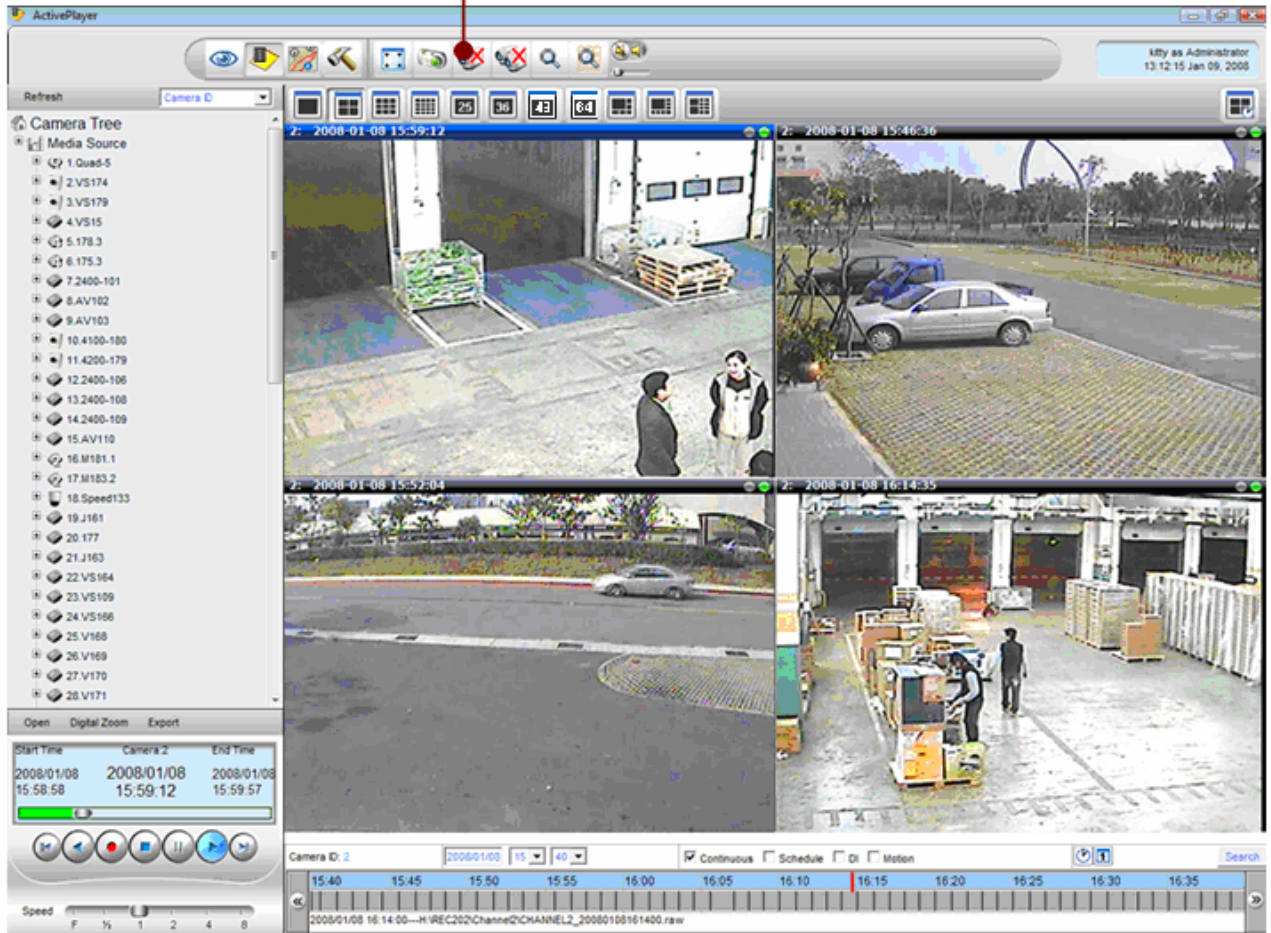 ActivePlayer
kitty as Administrator
13:12:15 Jan 09, 2008
Refresh
Camera ID
25
36
49
64
Camera Tree
Media Source
1.Quad-5
2.VS174
3.VS179
4.VS15
5.178.3
6.175.3
7.2400-101
8.AV102
9.AV103
10.4100-180
11.4200-179
12.2400-106
13.2400-108
14.2400-109
15.AV110
16.M181.1
17.M183.2
18.Speed133
19.J161
20.177
21.J163
22.VS164
23.VS109
24.VS166
25.V168
26.V169
27.V170
28.V171
2: 2008-01-08 15:59:12
2: 2008-01-08 15:46:36
2: 2008-01-08 15:52:04
2: 2008-01-08 16:14:35
Open Digital Zoom Export
Start Time Camera:2 End Time
2008/01/08 2008/01/08 2008/01/08
15:58:58 15:59:12 15:59:57
Speed
F ½ 1 2 4 8
Camera ID: 2 2008/01/08 15 40 Continuous Schedule DI Motion 1 Search
15:40 15:45 15:50 15:55 16:00 16:05 16:10 16:15 16:20 16:25 16:30 16:35
2008/01/08 16:14:00---H:\REC202\Channel2\CHANNEL2_20080108161400.raw